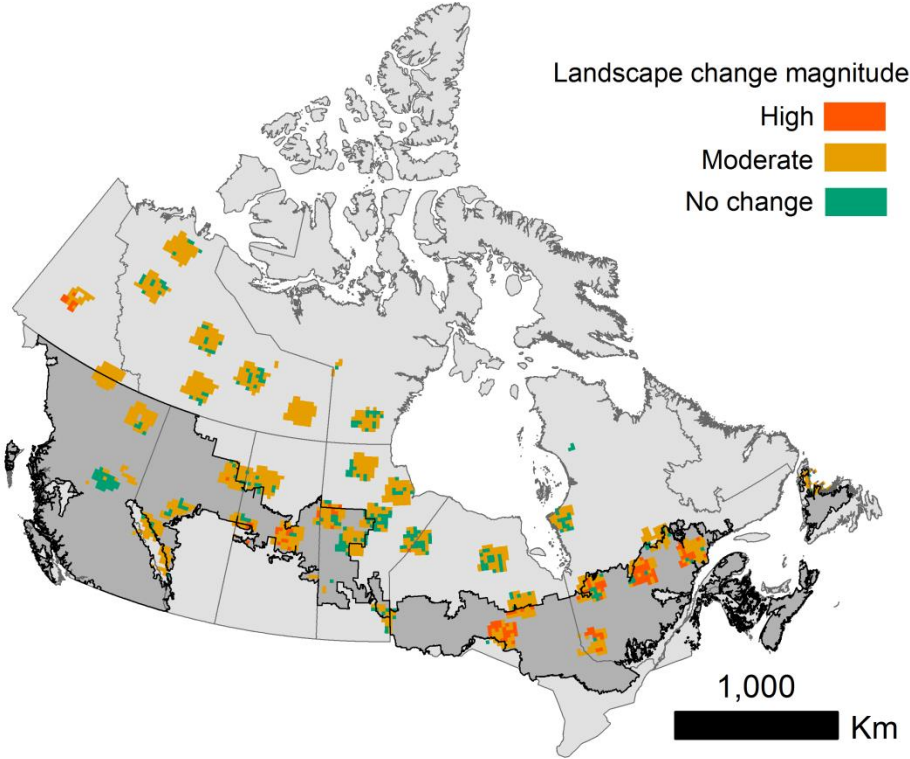 Landscape change magnitude
High
Moderate
No change
1,000
Km